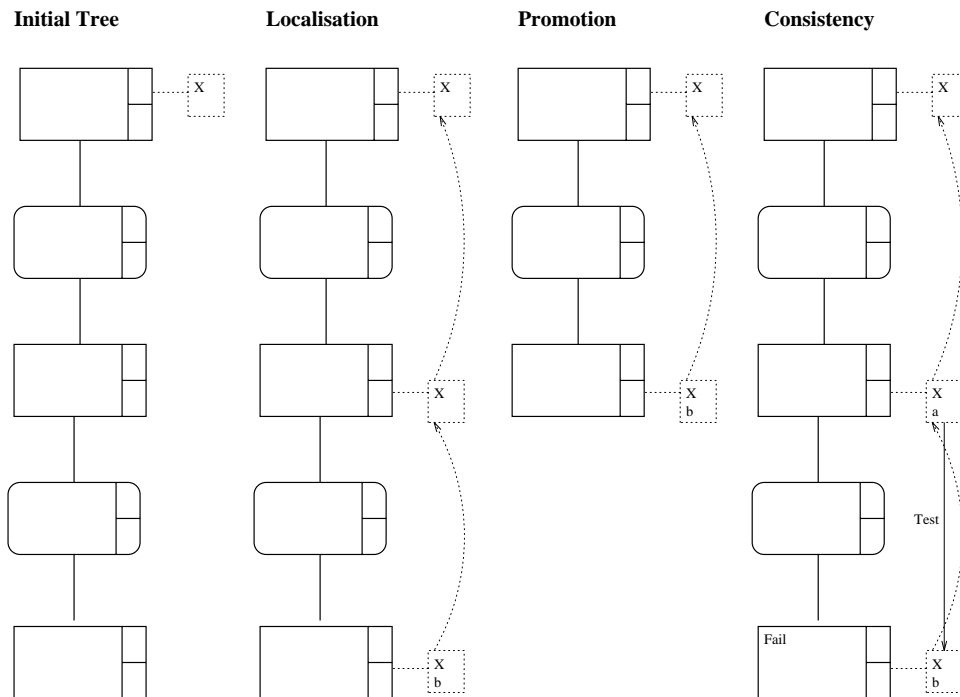 Initial Tree
Localisation
Promotion
Consistency
X
X
X
X
X
X
b
X
a
Test
Fail
X
b
X
b